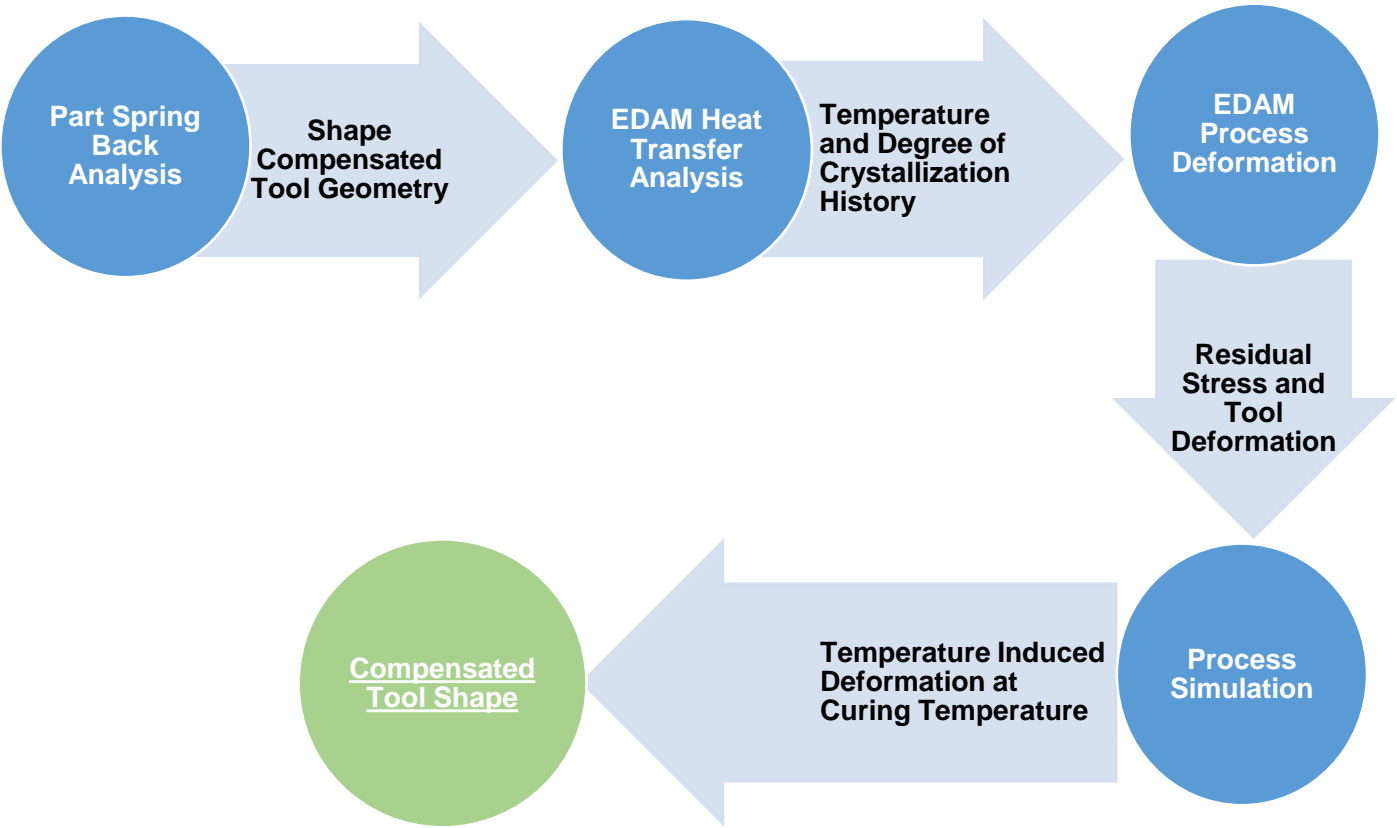 Part Spring
Back
Analysis
Shape
Compensated
Tool Geometry
EDAM Heat
Transfer
Analysis
Temperature
and Degree of
Crystallization
History
EDAM
Process
Deformation
Residual
Stress and
Tool
Deformation
Process
Simulation
Temperature Induced
Deformation at
Curing Temperature
Compensated
Tool Shape